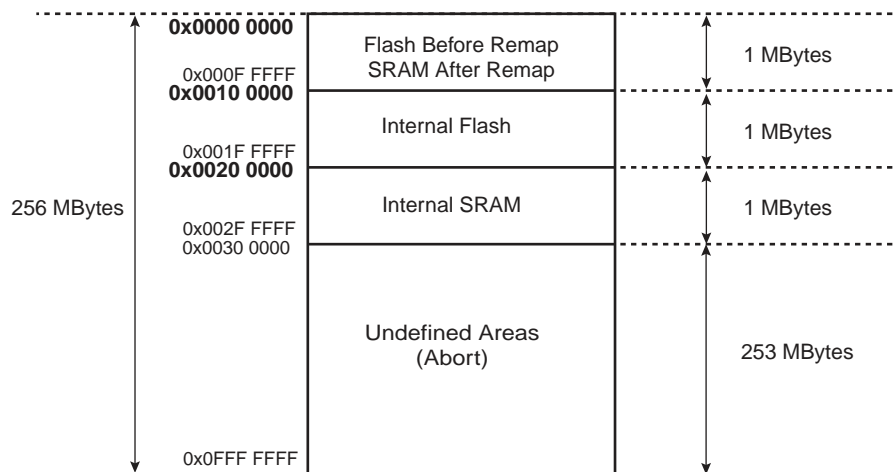 0x0000 0000
Flash Before Remap
SRAM After Remap
1 MBytes
0x000F FFFF
0x0010 0000
Internal Flash
1 MBytes
0x001F FFFF
0x0020 0000
256 MBytes
Internal SRAM
1 MBytes
0x002F FFFF
0x0030 0000
Undefined Areas
(Abort)
253 MBytes
0x0FFF FFFF